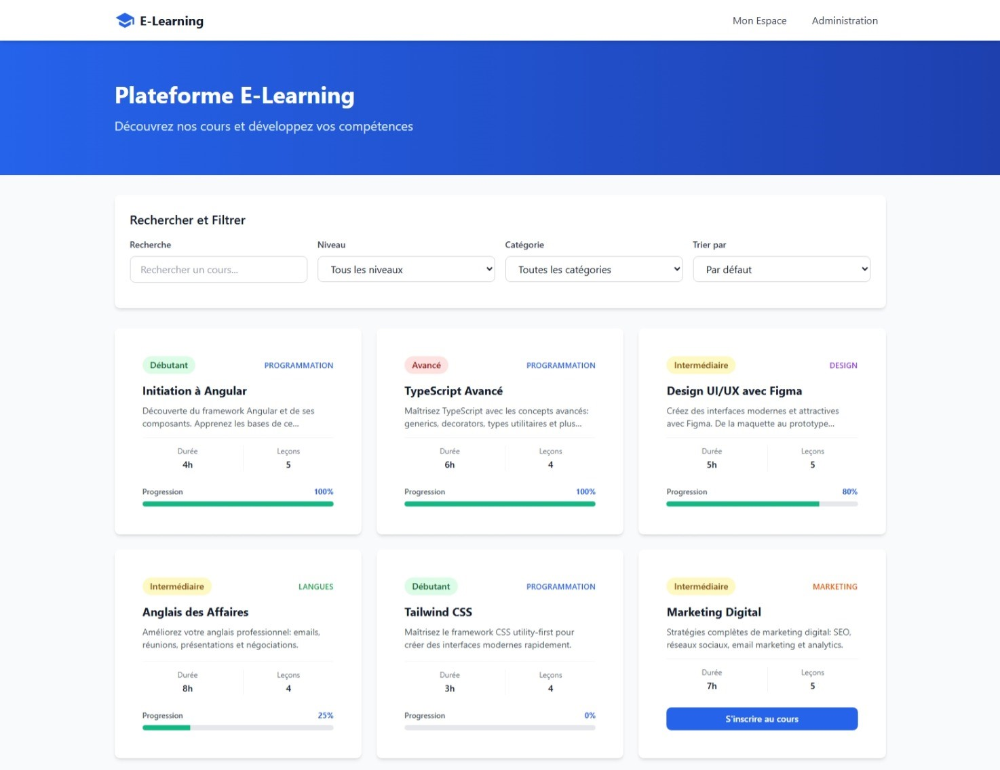 E-Learning
Mon Espace
Administration
Plateforme E-Learning
Découvrez nos cours et développez vos compétences
Rechercher et Filtrer
Recherche
Niveau
Catégorie
Trier par
Rechercher un cours...
Tous les niveaux
Toutes les catégories
Par défaut
Débutant
PROGRAMMATION
Initiation à Angular
Découverte du framework Angular et de ses
composants. Apprenez les bases de ce...
Durée
Leçons
4h
5
Progression
100%
Avancé
PROGRAMMATION
TypeScript Avancé
Maîtrisez TypeScript avec les concepts avancés:
generics, decorators, types utilitaires et plus...
Durée
Leçons
6h
4
Progression
100%
Intermédiaire
DESIGN
Design UI/UX avec Figma
Créez des interfaces modernes et attractives
avec Figma. De la maquette au prototype...
Durée
Leçons
5h
5
Progression
80%
Intermédiaire
LANGUES
Anglais des Affaires
Améliorez votre anglais professionnel: emails,
réunions, présentations et négociations.
Durée
Leçons
8h
4
Progression
25%
Débutant
PROGRAMMATION
Tailwind CSS
Maîtrisez le framework CSS utility-first pour
créer des interfaces modernes rapidement.
Durée
Leçons
3h
4
Progression
0%
Intermédiaire
MARKETING
Marketing Digital
Stratégies complètes de marketing digital: SEO,
réseaux sociaux, email marketing et analytics.
Durée
Leçons
7h
5
S'inscrire au cours